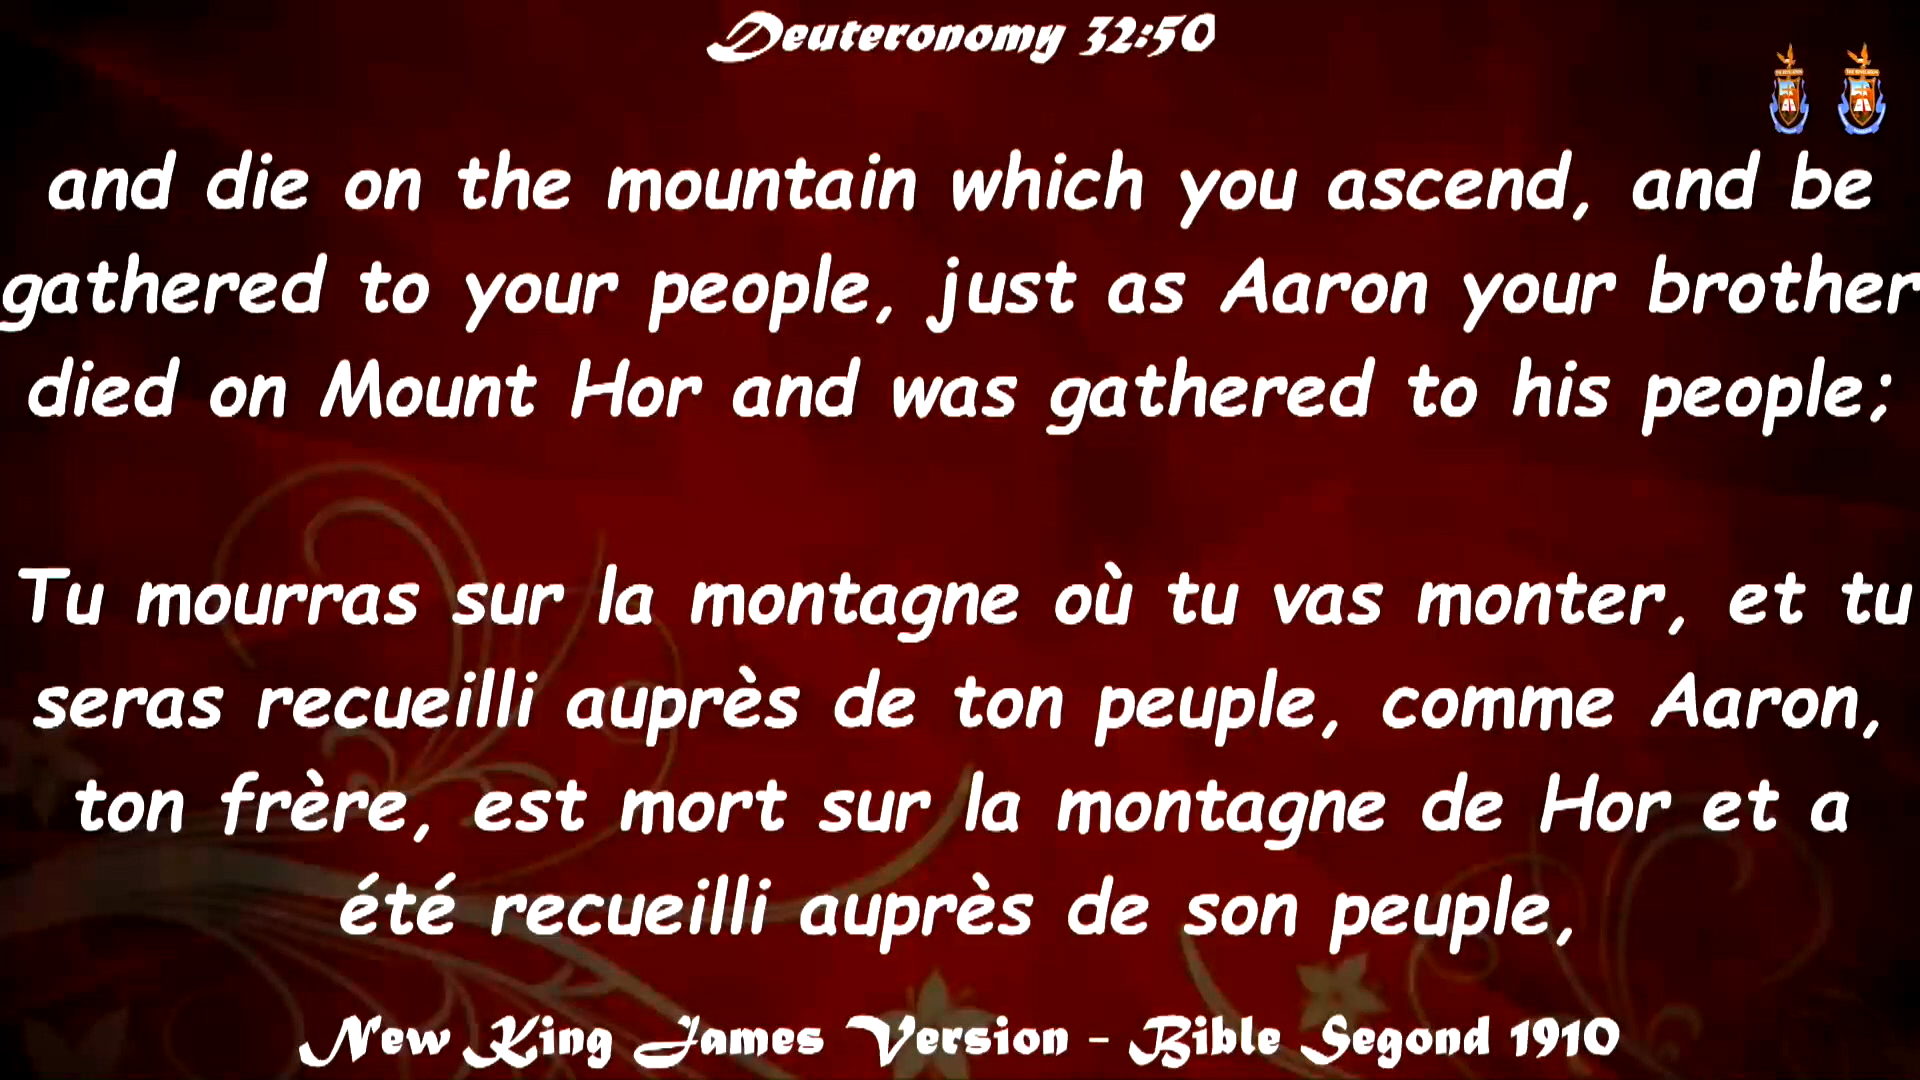 Deuteronomy 32:50
and die on the mountain which you ascend, and be
gathered to your people, just as Aaron your brother
died on Mount Hor and was gathered to his people;
Tu mourras sur la montagne où tu vas monter, et tu
seras recueilli auprès de ton peuple, comme Aaron,
ton frère, est mort sur la montagne de Hor et a
été recueilli auprès de son peuple,
New King James Version - Bible Segond 1910